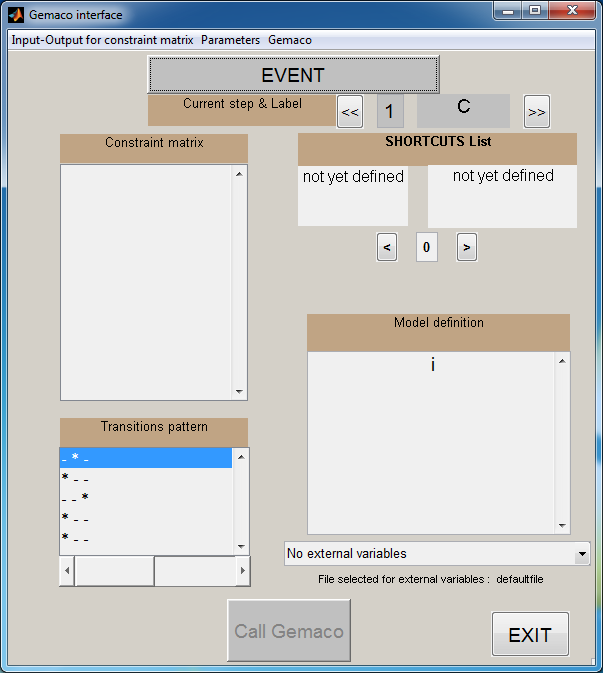 Gemaco interface
Input-Output for constraint matrix Parameters Gemaco
EVENT
Current step & Label
<< 1 C >>
Constraint matrix
SHORTCUTS List
not yet defined not yet defined
< 0 >
Model definition
i
Transitions pattern
- * -
* - -
- - *
* - -
* - -
No external variables
File selected for external variables : defaultfile
Call Gemaco
EXIT